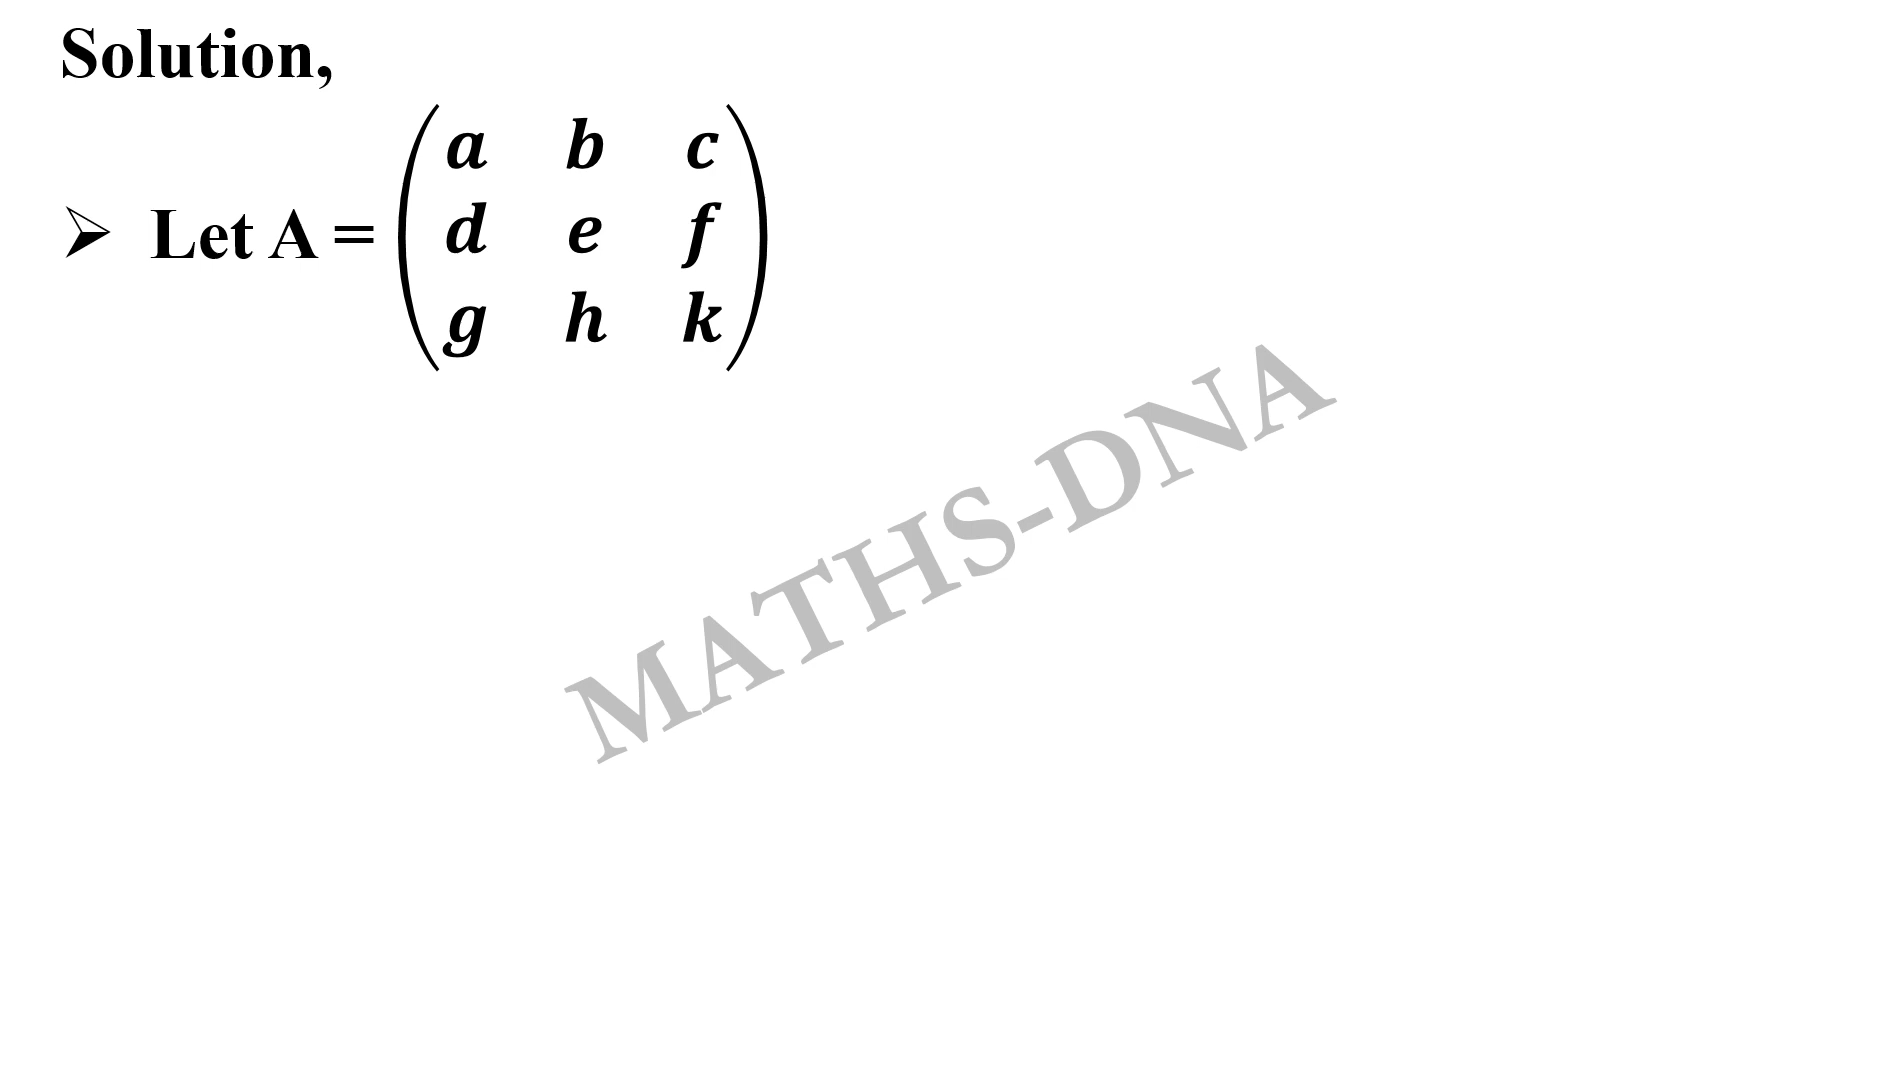 Solution,
a b c
➢ Let A = d e f
g h k
MATHS-DNA